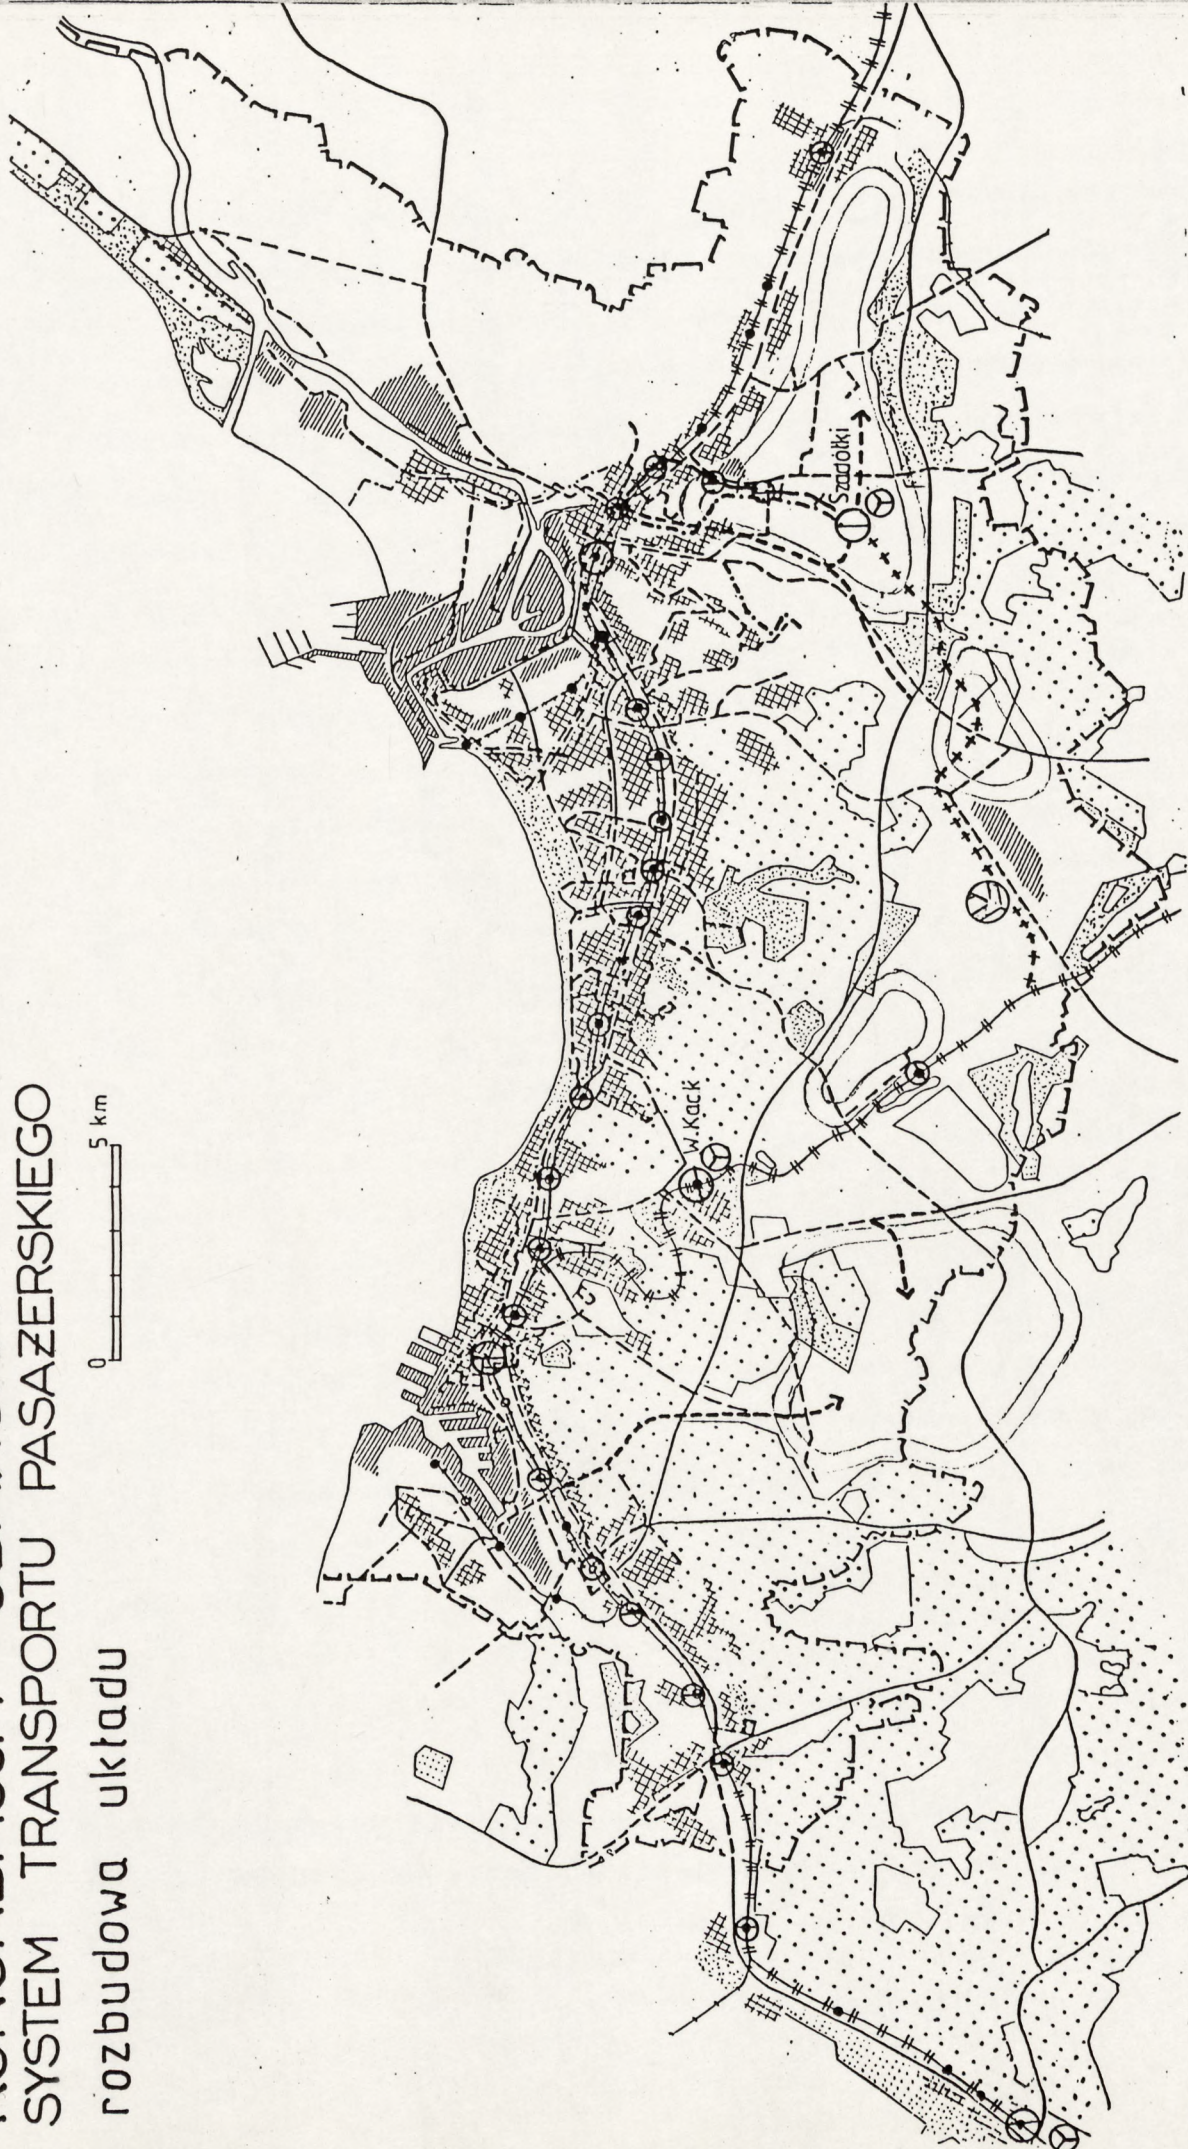 SYSTEM TRANSPORTU PASAŻERSKIEGO
rozbudowa układu
0 5 km
W.Kack
Szadółki